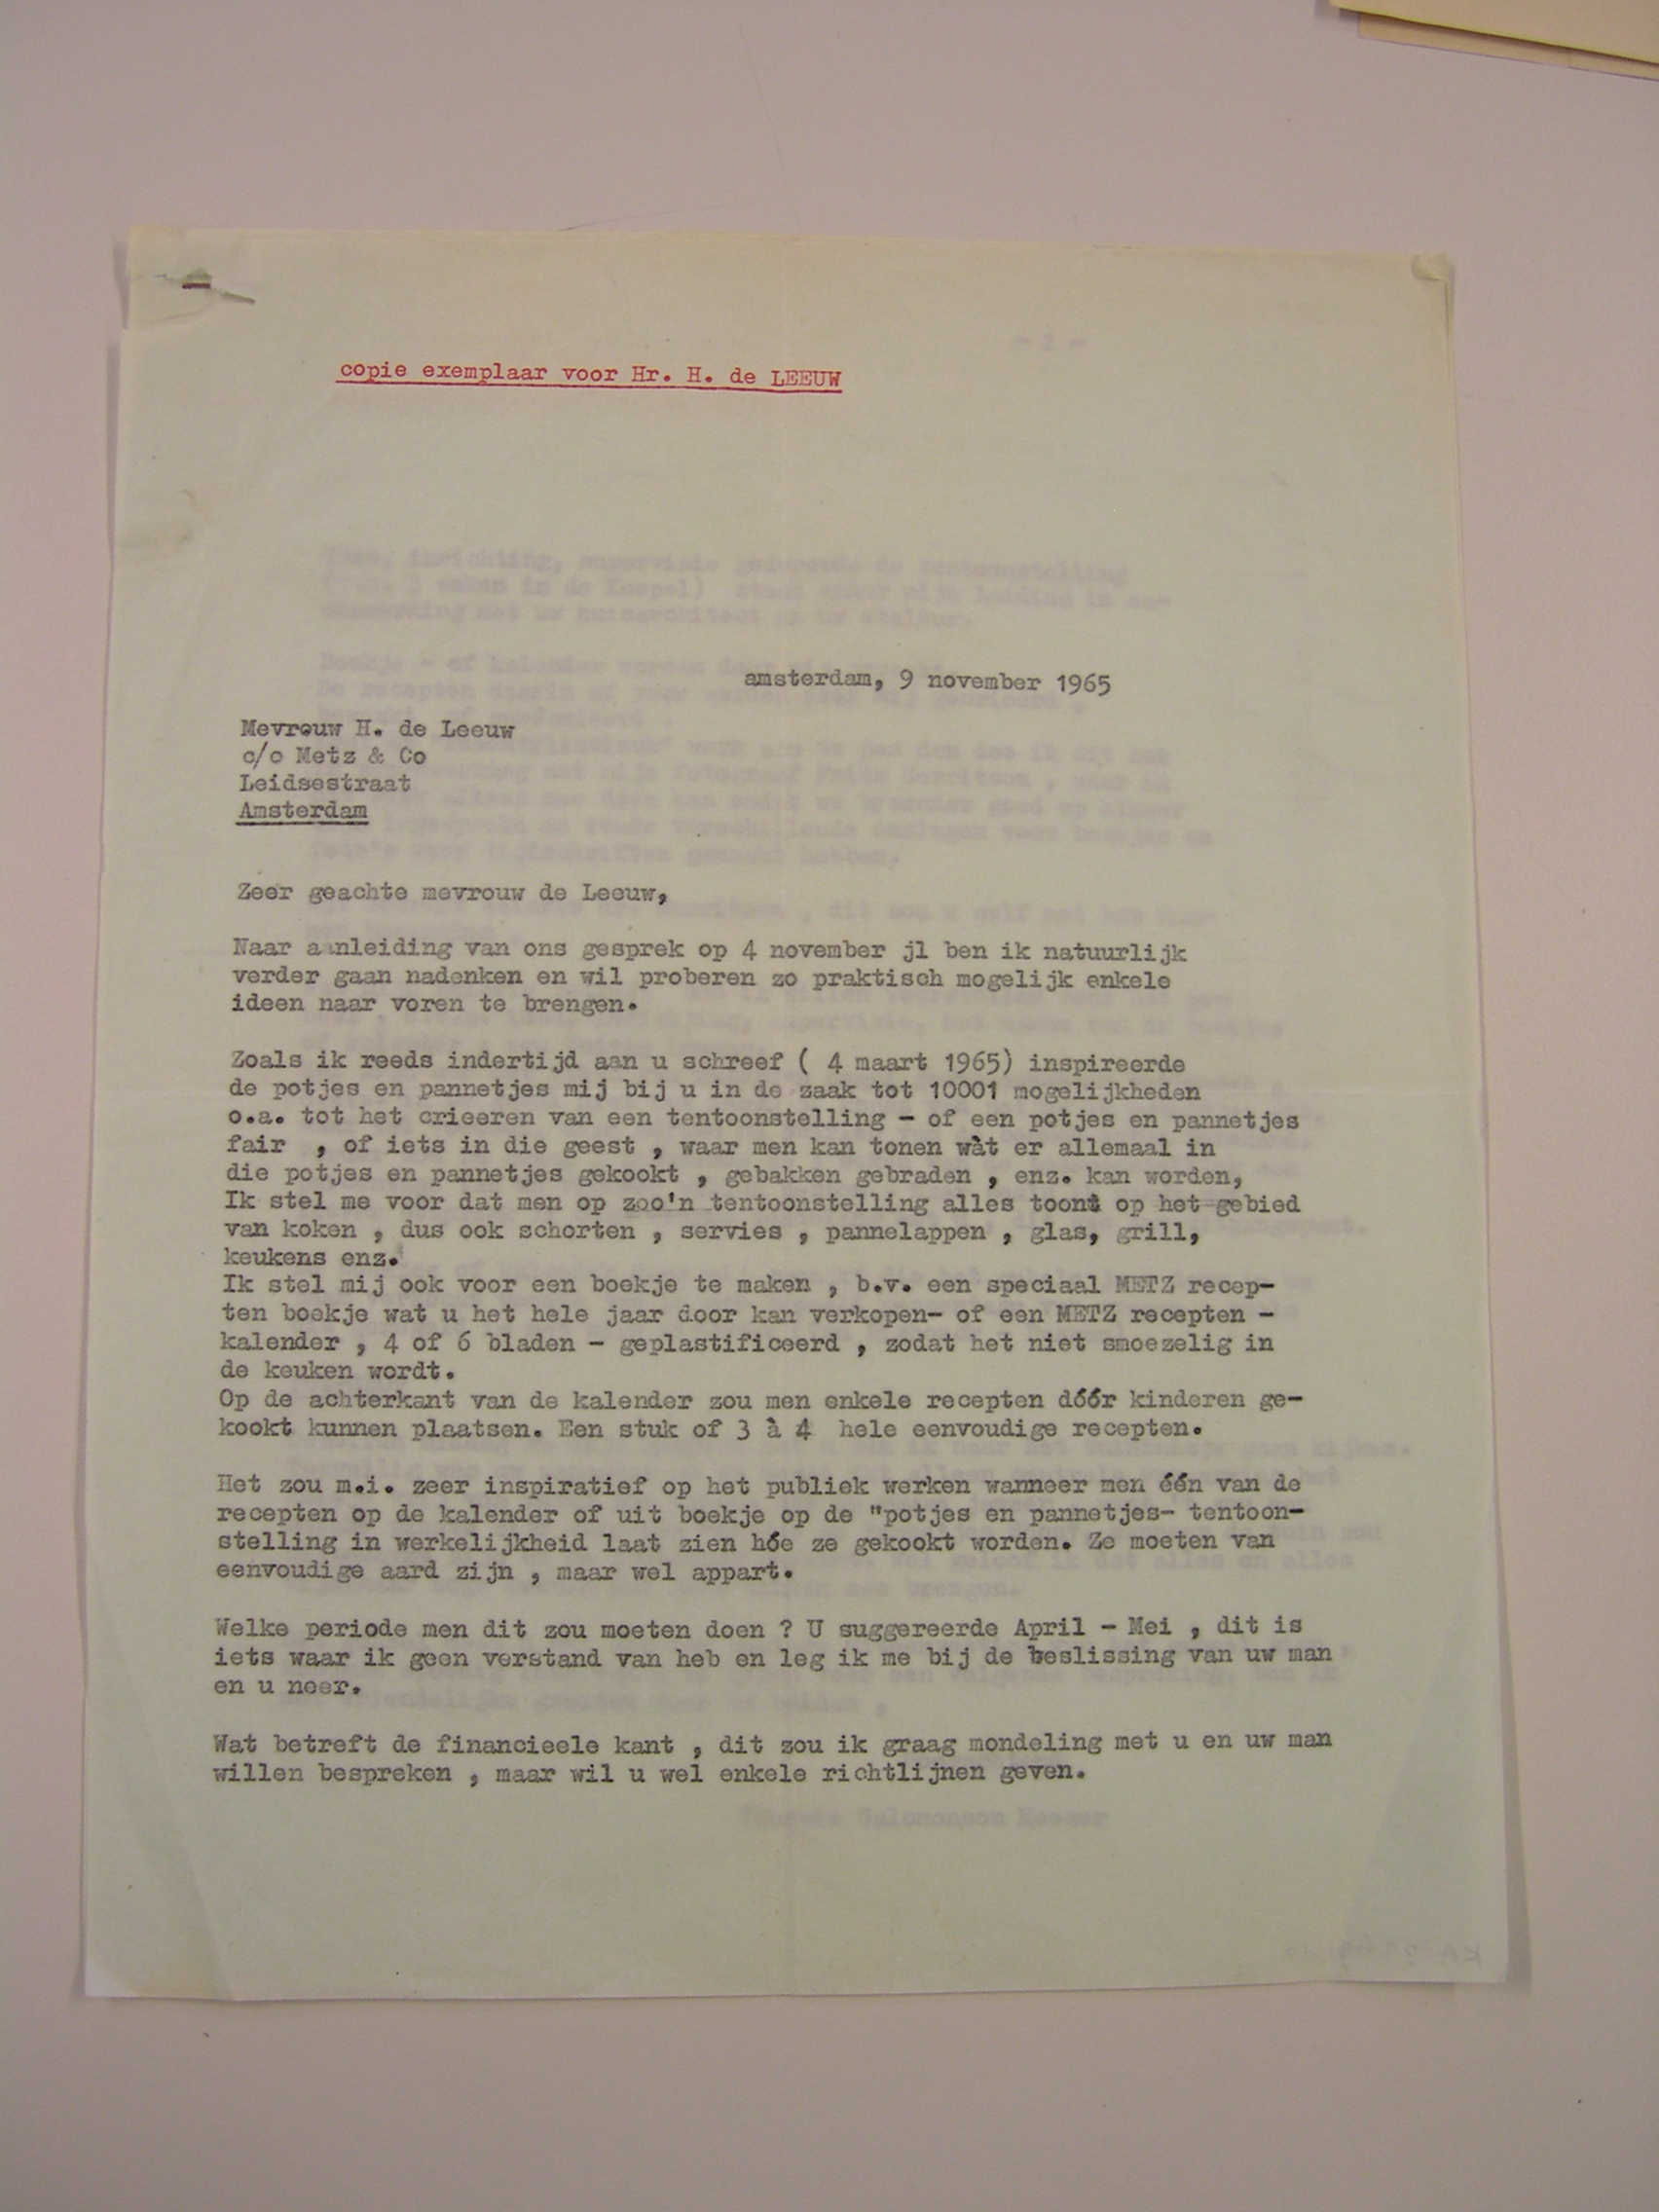 copie exemplaar voor Hr. H. de LEEUW
amsterdam, 9 november 1965
Mevrouw H. de Leeuw
c/o Metz & Co
Leidsestraat
Amsterdam
Zeer geachte mevrouw de Leeuw,
Naar aanleiding van ons gesprek op 4 november jl ben ik natuurlijk
verder gaan nadenken en wil proberen zo praktisch mogelijk enkele
ideen naar voren te brengen.
Zoals ik reeds indertijd aan u schreef ( 4 maart 1965) inspireerde
de potjes en pannetjes mij bij u in de zaak tot 10001 mogelijkheden
o.a. tot het crieeren van een tentoonstelling - of een potjes en pannetjes
fair , of iets in die geest , waar men kan tonen wàt er allemaal in
die potjes en pannetjes gekookt , gebakken gebraden , enz. kan worden,
Ik stel me voor dat men op zoo'n tentoonstelling alles toont op het gebied
van koken , dus ook schorten , servies , pannelappen , glas, grill,
keukens enz.
Ik stel mij ook voor een boekje te maken , b.v. een speciaal METZ recep-
ten boekje wat u het hele jaar door kan verkopen- of een METZ recepten -
kalender , 4 of 6 bladen - geplastificeerd , zodat het niet smoezelig in
de keuken wordt.
Op de achterkant van de kalender zou men enkele recepten dóór kinderen ge-
kookt kunnen plaatsen. Een stuk of 3 à 4 hele eenvoudige recepten.
Het zou m.i. zeer inspiratief op het publiek werken wanneer men één van de
recepten op de kalender of uit boekje op de "potjes en pannetjes- tentoon-
stelling in werkelijkheid laat zien hóe ze gekookt worden. Ze moeten van
eenvoudige aard zijn , maar wel appart.
Welke periode men dit zou moeten doen ? U suggereerde April - Mei , dit is
iets waar ik geen verstand van heb en leg ik me bij de beslissing van uw man
en u neer.
Wat betreft de financieele kant , dit zou ik graag mondeling met u en uw man
willen bespreken , maar wil u wel enkele richtlijnen geven.